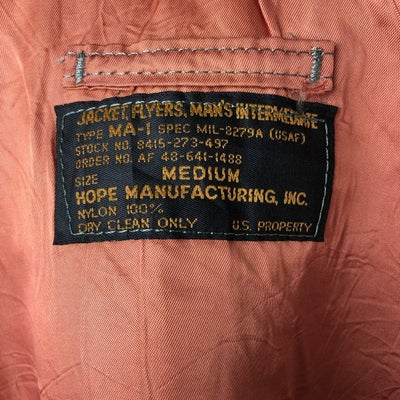 JACKET, FLYERS, MAN'S INTERMEDIATE
TYPE MA-1 SPEC MIL-8279A (USAF)
STOCK NO. 8415-273-497
ORDER NO. AF 48-641-1488
SIZE MEDIUM
HOPE MANUFACTURING, INC.
NYLON 100%
DRY CLEAN ONLY U.S. PROPERTY